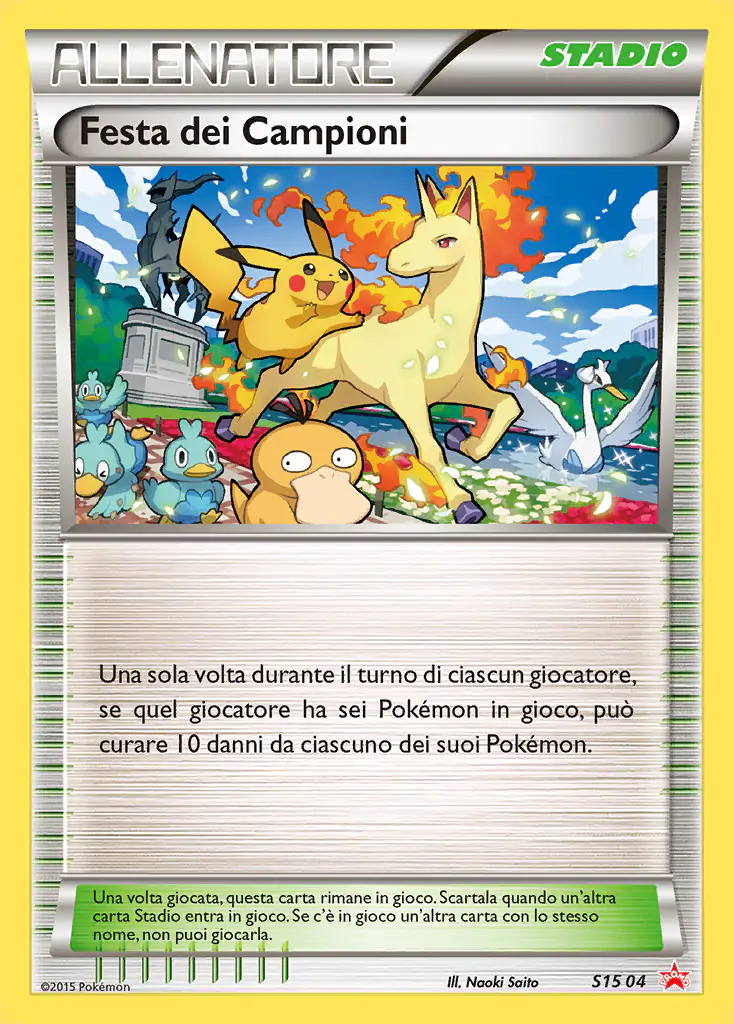 ALLENATORE
STADIO
Festa dei Campioni
Una sola volta durante il turno di ciascun giocatore,
se quel giocatore ha sei Pokémon in gioco, può
curare 10 danni da ciascuno dei suoi Pokémon.
Una volta giocata, questa carta rimane in gioco. Scartala quando un'altra
carta Stadio entra in gioco. Se c'è in gioco un'altra carta con lo stesso
nome, non puoi giocarla.
©2015 Pokémon
Ill. Naoki Saito
S15 04
PROMO